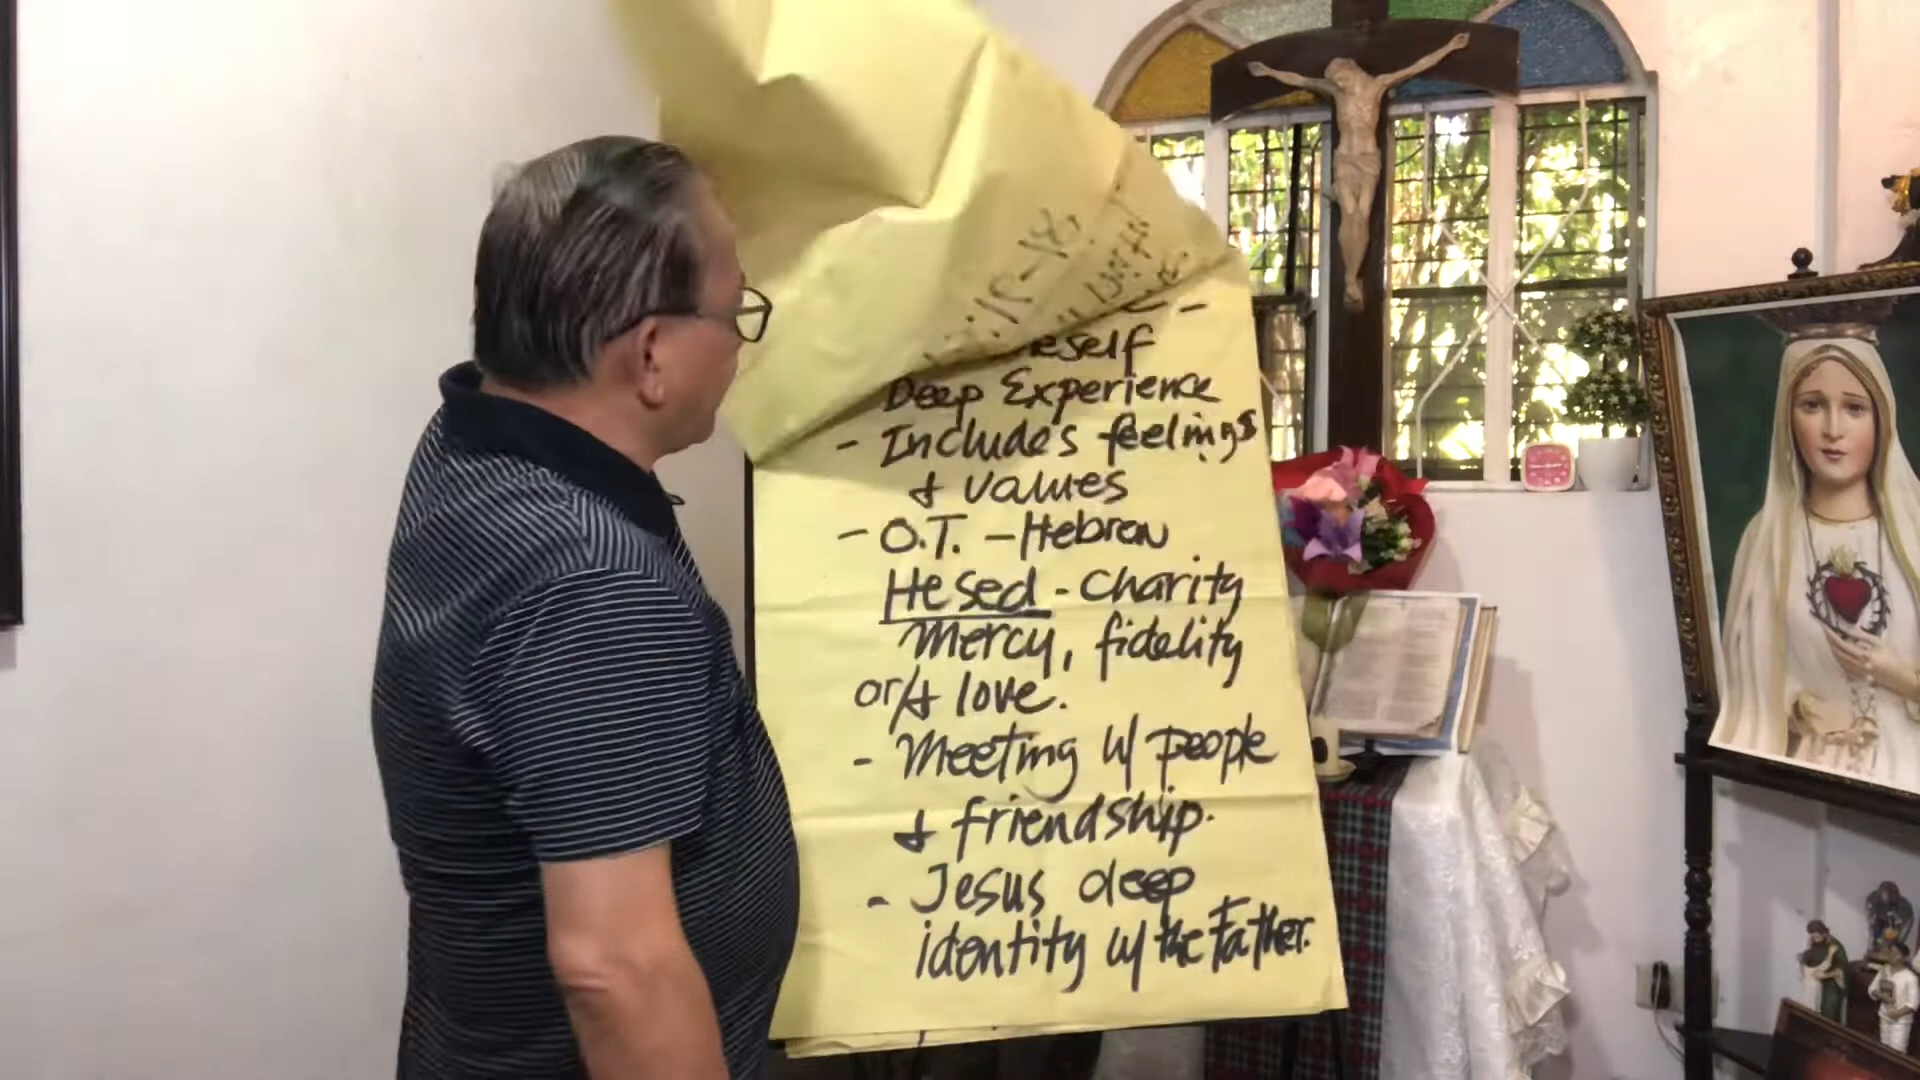 Deep Experience
- Includes feelings
& values
- O.T. - Hebrew
Hesed - Charity
Mercy, fidelity
or/& love.
- Meeting w/ people
& friendship.
- Jesus deep
identity w/ the Father.